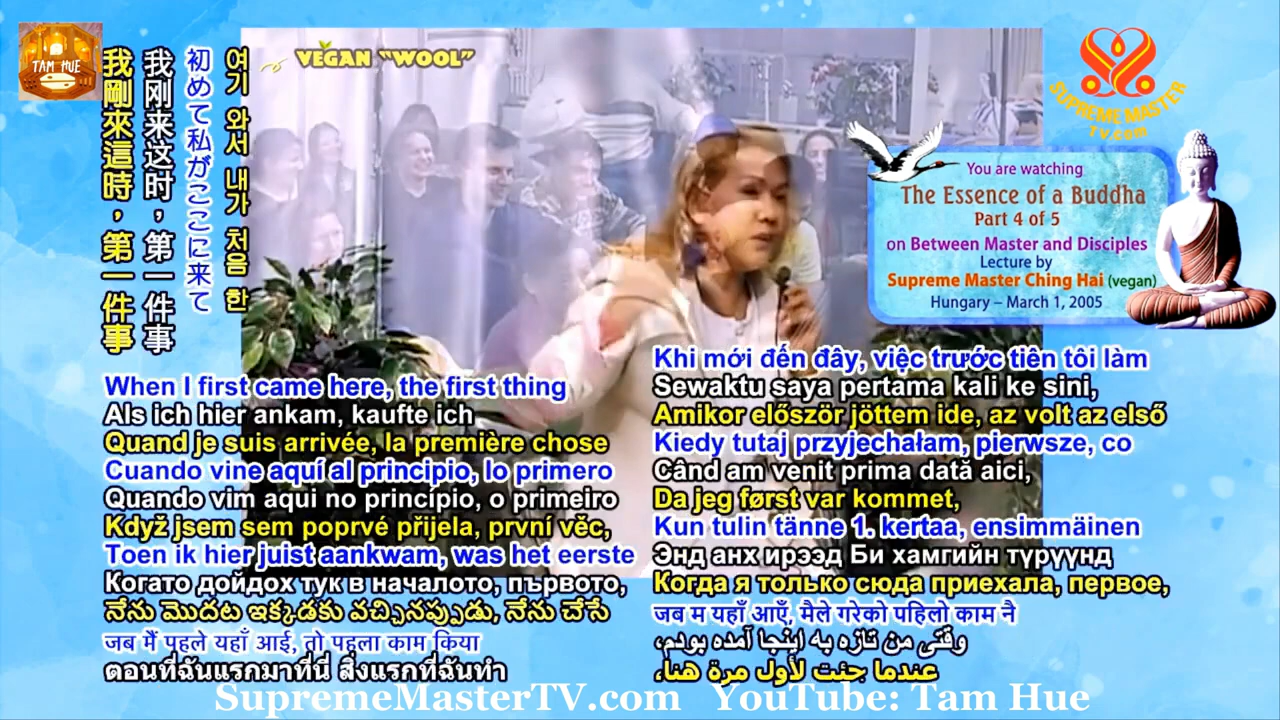 TAM HUE
我剛來這時，第一件事
我刚来这时，第一件事
初めて私がここに来て
여기 와서 내가 처음 한
VEGAN "WOOL"
SUPREME MASTER
TV.com
You are watching
The Essence of a Buddha
Part 4 of 5
on Between Master and Disciples
Lecture by
Supreme Master Ching Hai (vegan)
Hungary – March 1, 2005
When I first came here, the first thing
Als ich hier ankam, kaufte ich
Quand je suis arrivée, la première chose
Cuando vine aquí al principio, lo primero
Quando vim aqui no princípio, o primeiro
Když jsem sem poprvé přijela, první věc,
Toen ik hier juist aankwam, was het eerste
Когато дойдох тук в началото, първото,
నేను మొదట ఇక్కడకు వచ్చినప్పుడు, నేను చేసే
जब मैं पहले यहाँ आई, तो पहला काम किया
ตอนที่ฉันแรกมาที่นี่ สิ่งแรกที่ฉันทำ
Khi mới đến đây, việc trước tiên tôi làm
Sewaktu saya pertama kali ke sini,
Amikor először jöttem ide, az volt az első
Kiedy tutaj przyjechałam, pierwsze, co
Când am venit prima dată aici,
Da jeg først var kommet,
Kun tulin tänne 1. kertaa, ensimmäinen
Энд анх ирээд Би хамгийн түрүүнд
Когда я только сюда приехала, первое,
जब म यहाँ आएँ, मैले गरेको पहिलो काम नै
وقتی من تازه به اینجا آمده بودم،
عندما جئت لأول مرة هنا،
SupremeMasterTV.com YouTube: Tam Hue